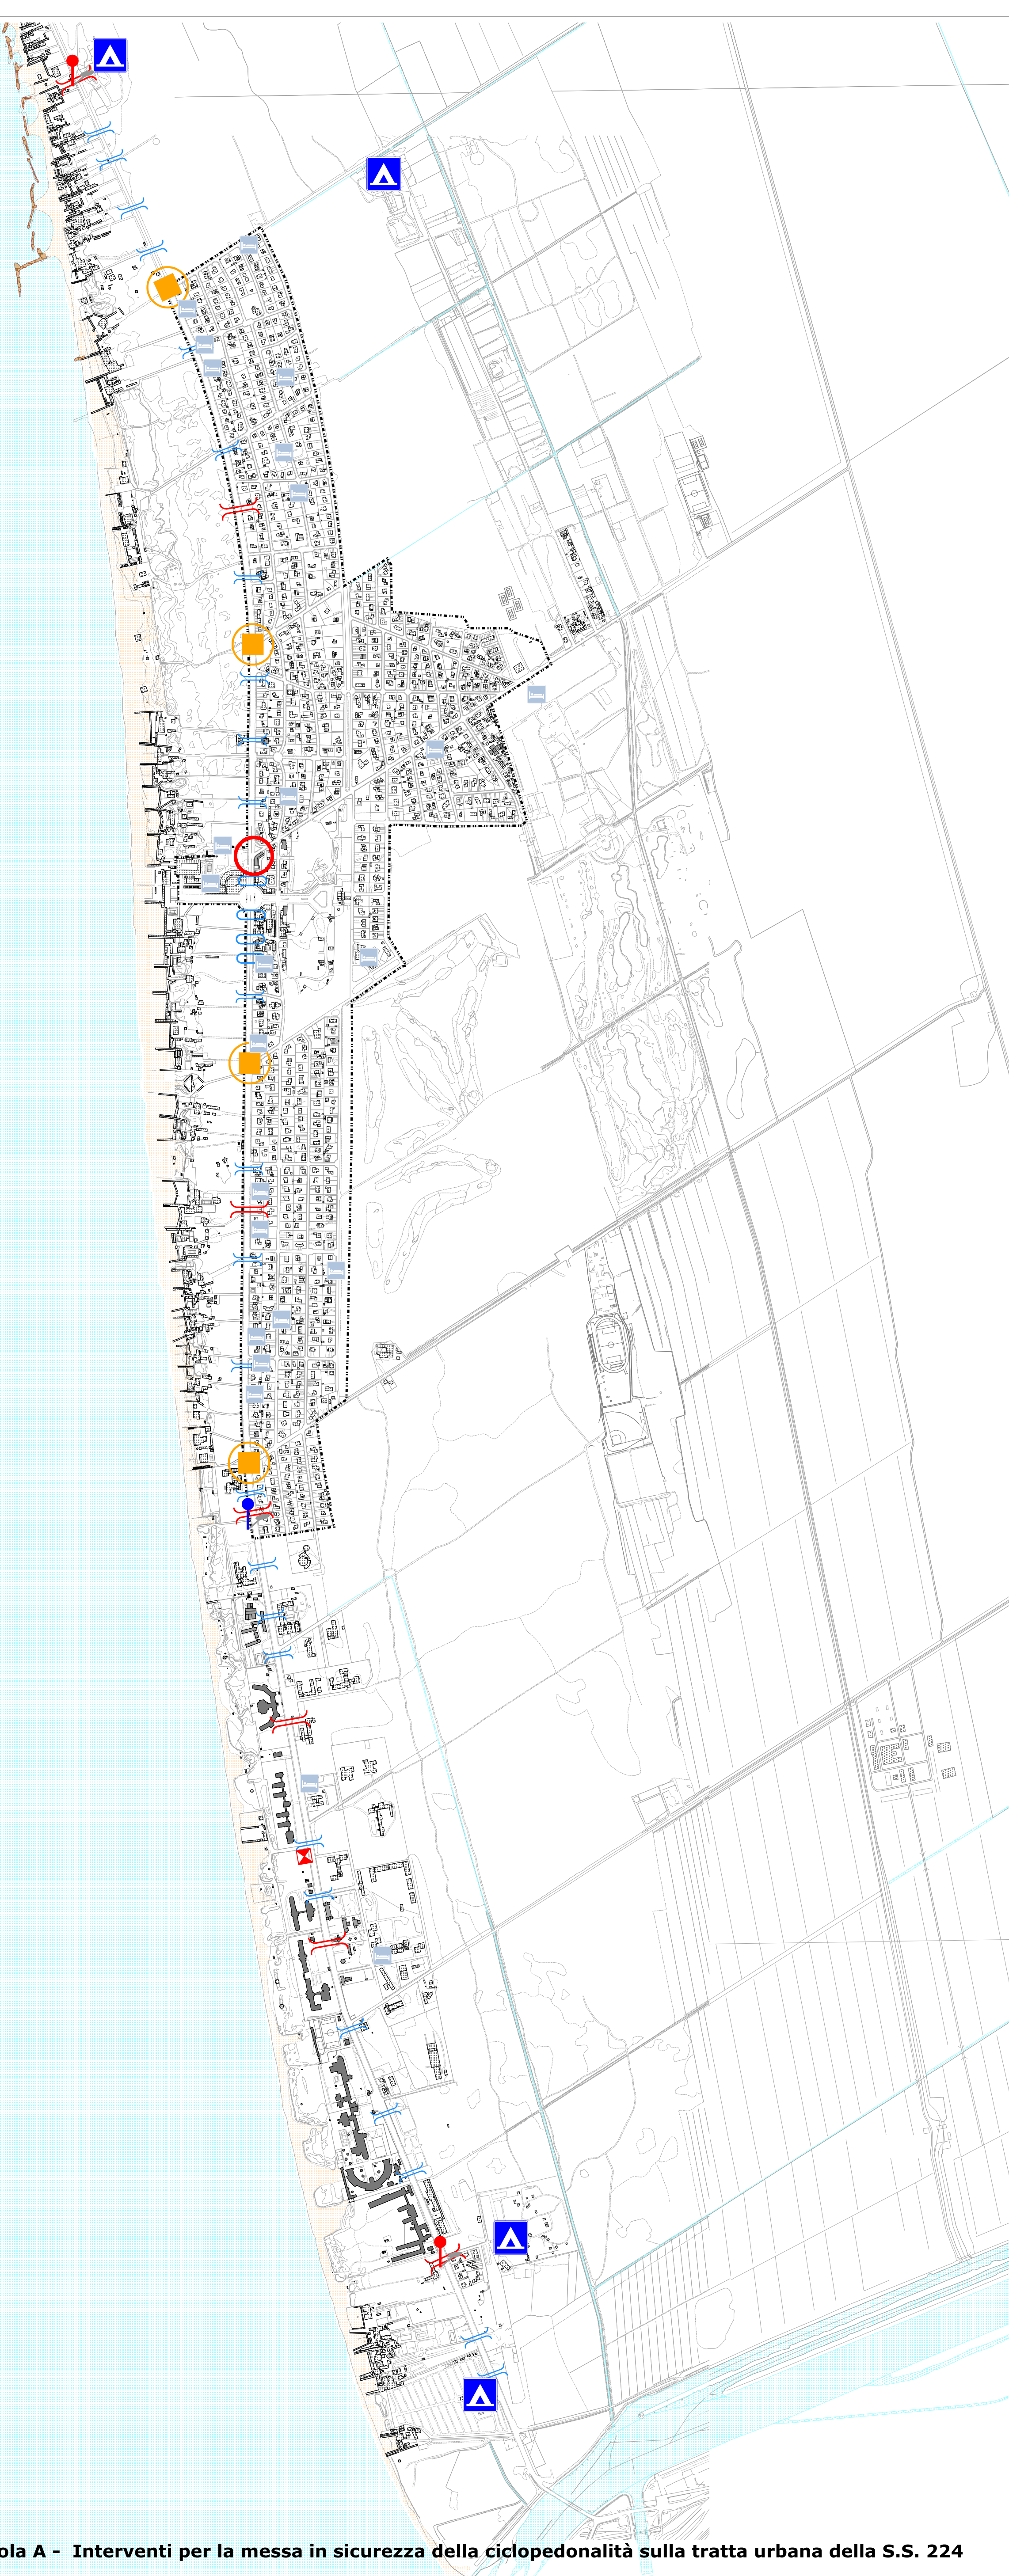 ola A - Interventi per la messa in sicurezza della ciclopedonalità sulla tratta urbana della S.S. 224